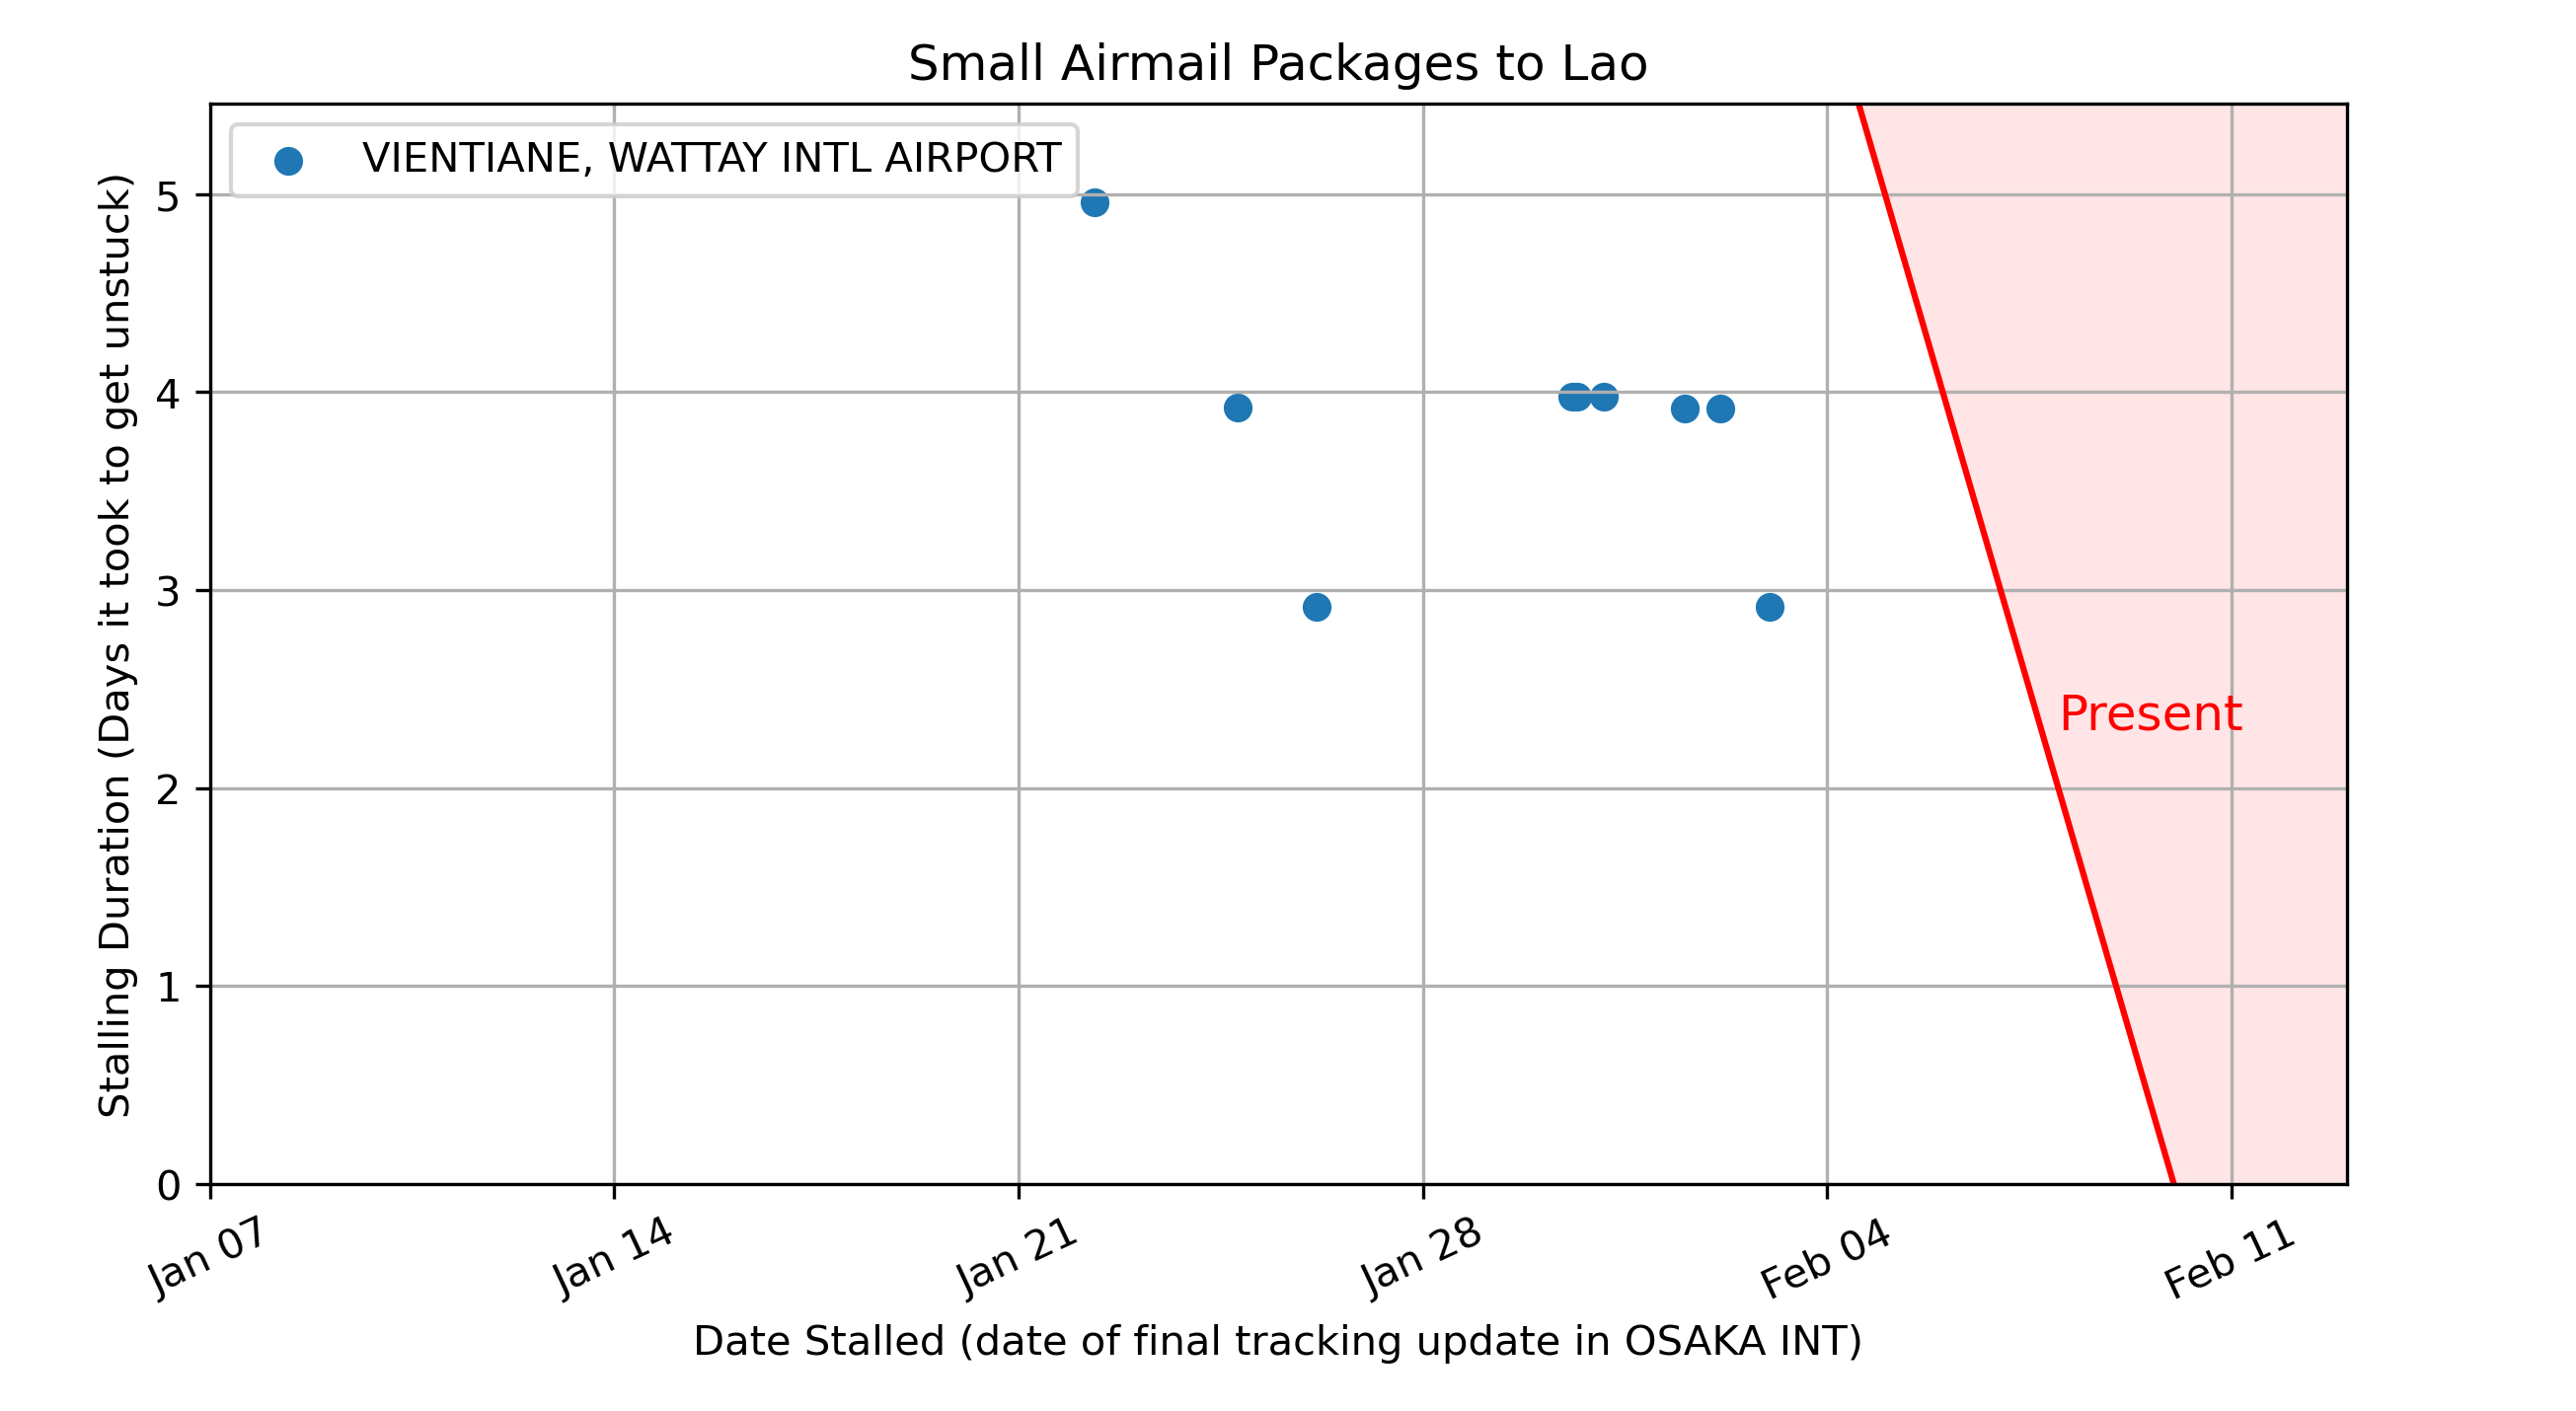 Small Airmail Packages to Lao
VIENTIANE, WATTAY INTL AIRPORT
Stalling Duration (Days it took to get unstuck)
5
4
3
2
1
0
Present
Jan 07
Jan 14
Jan 21
Jan 28
Feb 04
Feb 11
Date Stalled (date of final tracking update in OSAKA INT)